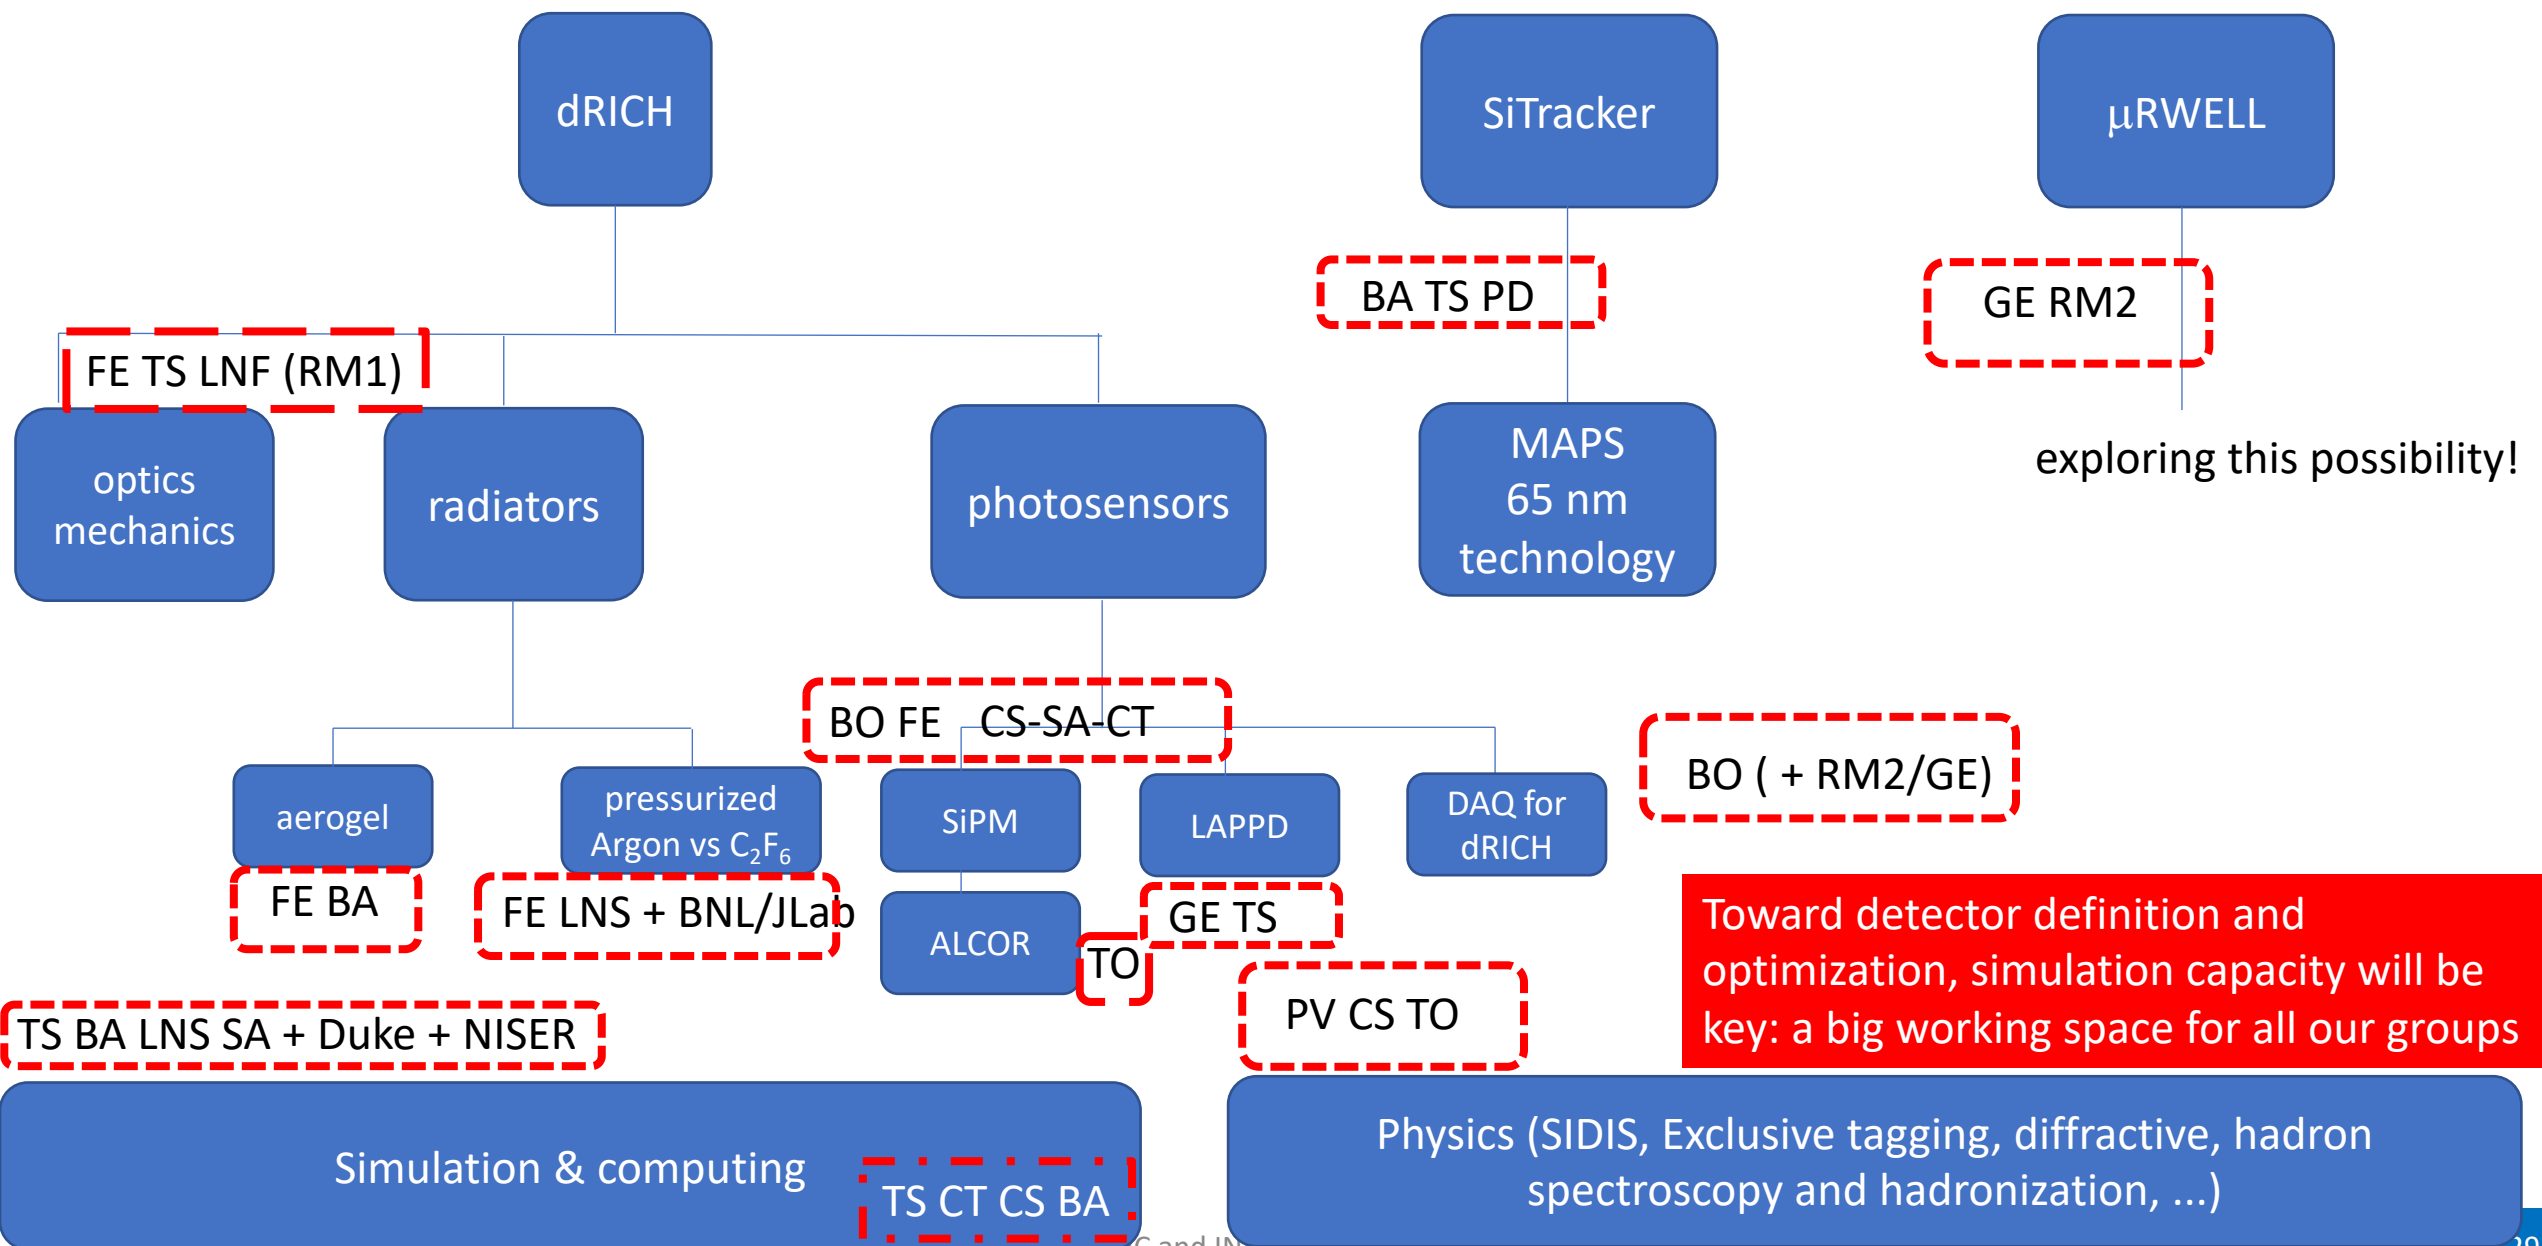 dRICH
SiTracker
μRWELL
BA TS PD
GE RM2
FE TS LNF (RM1)
optics
mechanics
radiators
photosensors
MAPS
65 nm
technology
exploring this possibility!
BO FE CS-SA-CT
BO ( + RM2/GE)
aerogel
pressurized
Argon vs C₂F₆
SiPM
LAPPD
DAQ for
dRICH
FE BA
FE LNS + BNL/JLab
ALCOR
TO
GE TS
PV CS TO
Toward detector definition and
optimization, simulation capacity will be
key: a big working space for all our groups
TS BA LNS SA + Duke + NISER
Simulation & computing
TS CT CS BA
Physics (SIDIS, Exclusive tagging, diffractive, hadron
spectroscopy and hadronization, ...)
and